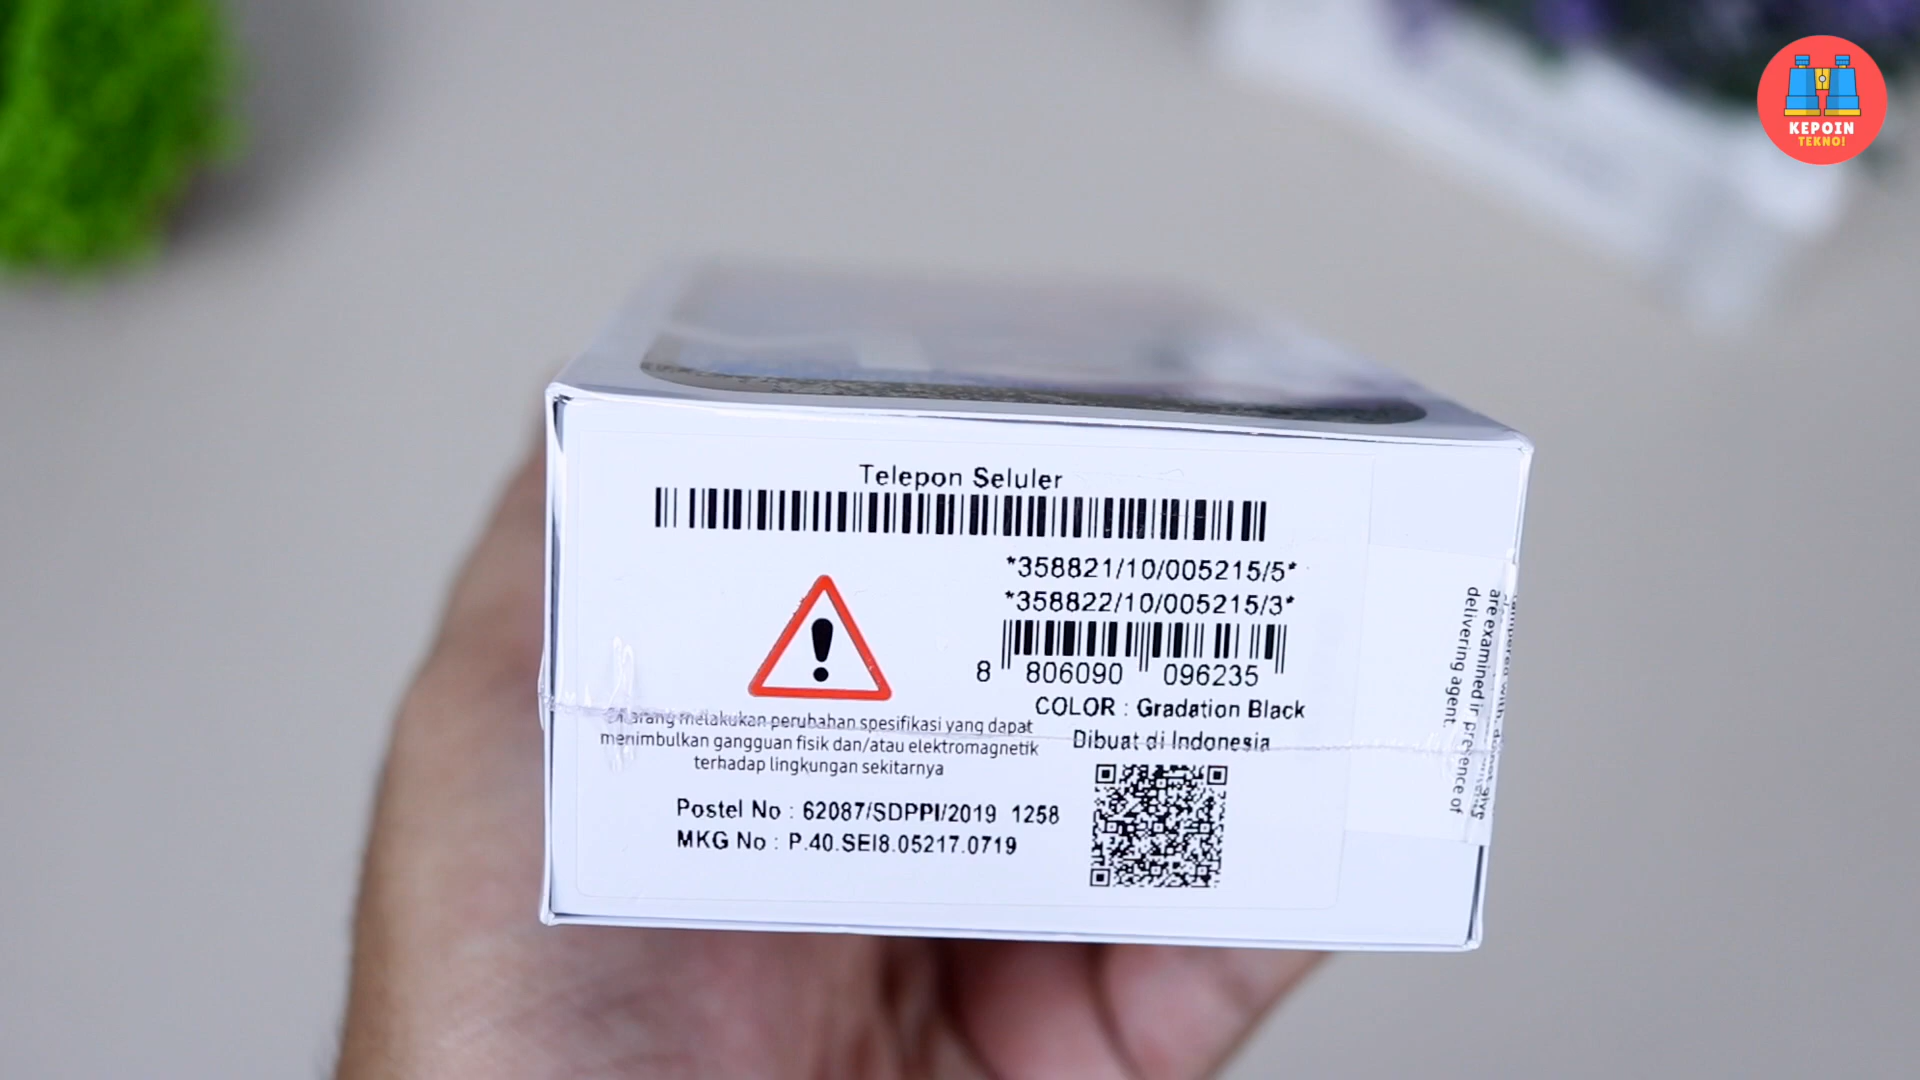 KEPOIN
TEKNO!
Telepon Seluler
*358821/10/005215/5*
*358822/10/005215/3*
8 806090 096235
COLOR : Gradation Black
Dibuat di Indonesia
Dilarang melakukan perubahan spesifikasi yang dapat
menimbulkan gangguan fisik dan/atau elektromagnetik
terhadap lingkungan sekitarnya
Postel No : 62087/SDPPI/2019 1258
MKG No : P.40.SEI8.05217.0719
are examined in presence of
delivering agent.